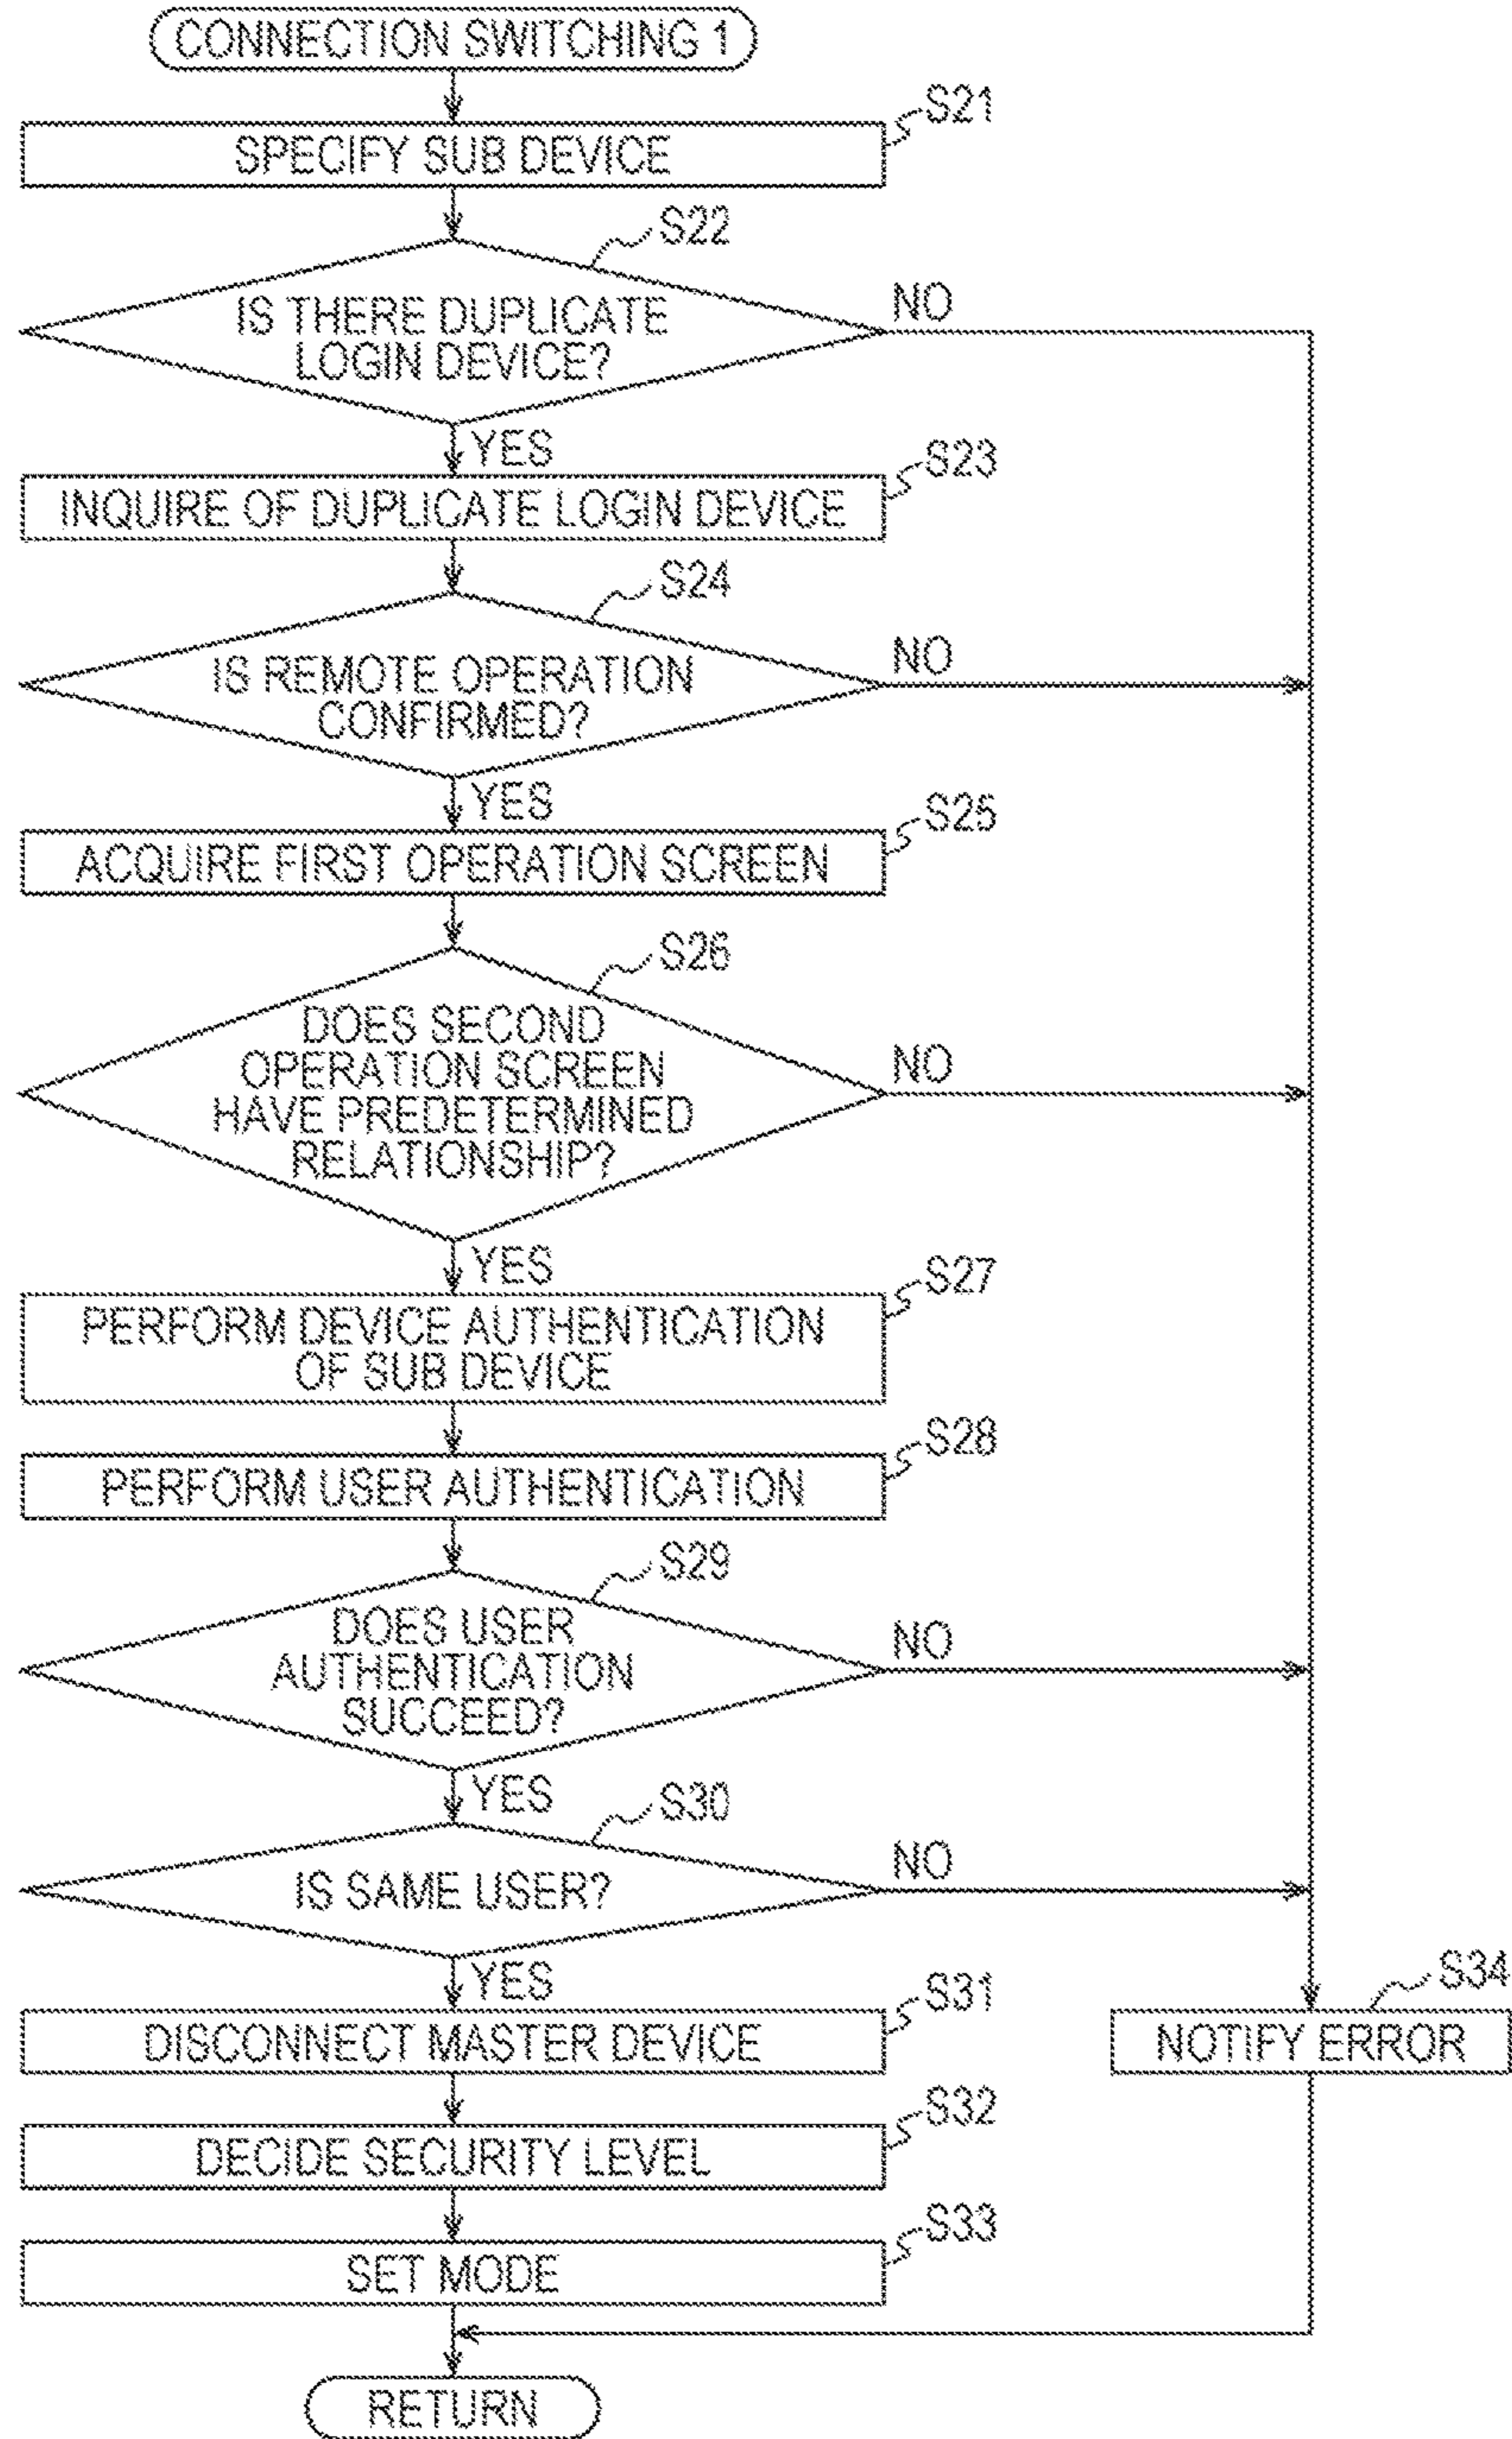 CONNECTION SWITCHING 1
S21
SPECIFY SUB DEVICE
S22
IS THERE DUPLICATE
LOGIN DEVICE?
NO
YES
S23
INQUIRE OF DUPLICATE LOGIN DEVICE
S24
IS REMOTE OPERATION
CONFIRMED?
NO
YES
S25
ACQUIRE FIRST OPERATION SCREEN
S26
DOES SECOND
OPERATION SCREEN
HAVE PREDETERMINED
RELATIONSHIP?
NO
YES
S27
PERFORM DEVICE AUTHENTICATION
OF SUB DEVICE
S28
PERFORM USER AUTHENTICATION
S29
DOES USER
AUTHENTICATION
SUCCEED?
NO
YES
S30
IS SAME USER?
NO
YES
S31
DISCONNECT MASTER DEVICE
S34
NOTIFY ERROR
S32
DECIDE SECURITY LEVEL
S33
SET MODE
RETURN